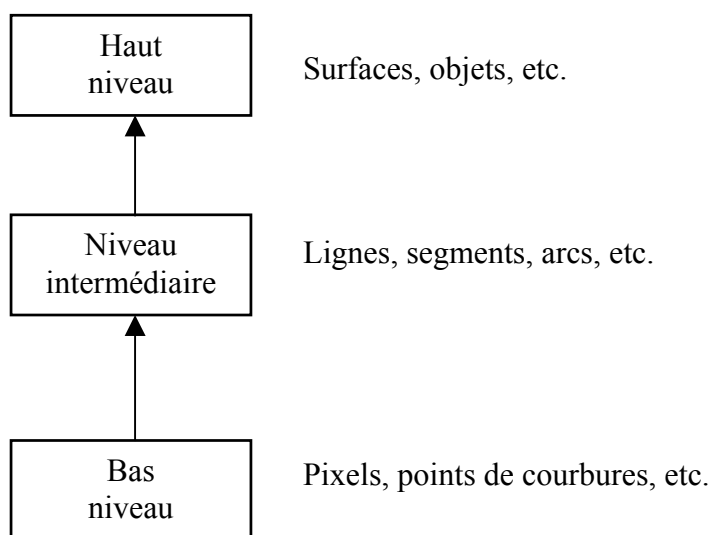 Haut
niveau
Surfaces, objets, etc.
Niveau
intermédiaire
Lignes, segments, arcs, etc.
Bas
niveau
Pixels, points de courbures, etc.